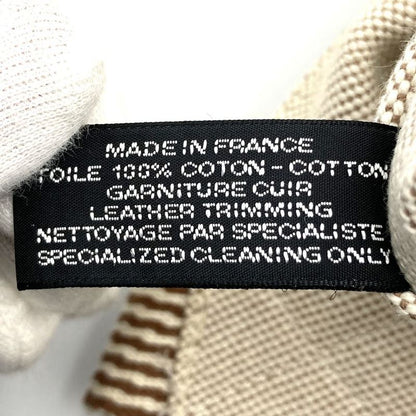 MADE IN FRANCE
TOILE 100% COTON - COTTON
GARNITURE CUIR
LEATHER TRIMMING
NETTOYAGE PAR SPECIALISTE
SPECIALIZED CLEANING ONLY